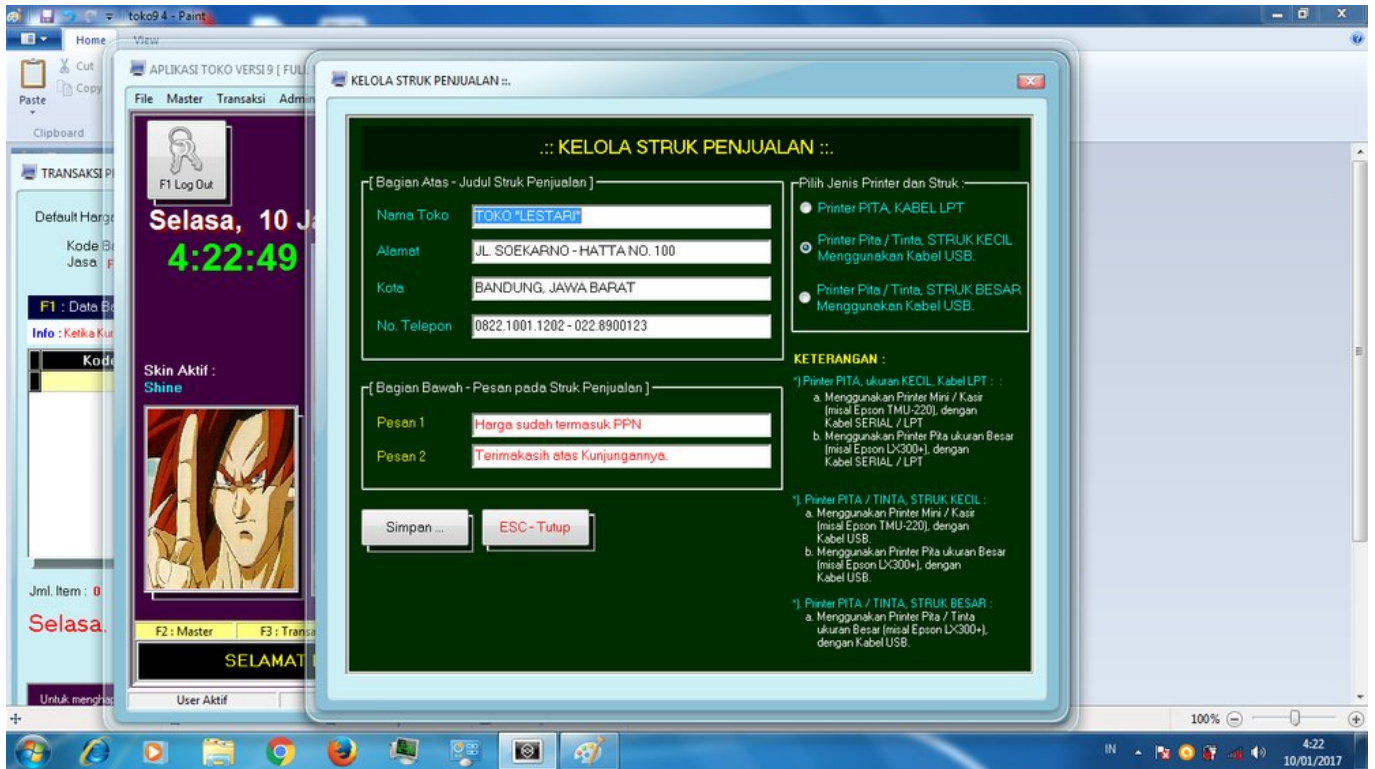 toko9 4 - Paint
Home
View
Cut
Copy
Paste
Clipboard
APLIKASI TOKO VERSI 9 [ FULL
File Master Transaksi Admin
F1 Log Out
Selasa, 10 Ja
4:22:49
Skin Aktif :
Shine
F2 : Master
F3 : Transa
SELAMAT
User Aktif
TRANSAKSI P
Default Harga
Kode B
Jasa
F1 : Data Ba
Info : Ketika Kur
Kode
Jml. Item : 0
Selasa,
Untuk menghap
KELOLA STRUK PENJUALAN ::.
.:: KELOLA STRUK PENJUALAN ::.
[ Bagian Atas - Judul Struk Penjualan ]
Nama Toko TOKO "LESTARI"
Alamat JL. SOEKARNO - HATTA NO. 100
Kota BANDUNG, JAWA BARAT
No. Telepon 0822.1001.1202 - 022.8900123
[ Bagian Bawah - Pesan pada Struk Penjualan ]
Pesan 1 Harga sudah termasuk PPN
Pesan 2 Terimakasih atas Kunjungannya.
Simpan ...
ESC - Tutup
Pilih Jenis Printer dan Struk :
Printer PITA, KABEL LPT
Printer Pita / Tinta, STRUK KECIL
Menggunakan Kabel USB.
Printer Pita / Tinta, STRUK BESAR
Menggunakan Kabel USB.
KETERANGAN :
*) Printer PITA, ukuran KECIL, Kabel LPT : :
a. Menggunakan Printer Mini / Kasir
(misal Epson TMU-220), dengan
Kabel SERIAL / LPT
b. Menggunakan Printer Pita ukuran Besar
(misal Epson LX300+), dengan
Kabel SERIAL / LPT
*). Printer PITA / TINTA, STRUK KECIL :
a. Menggunakan Printer Mini / Kasir
(misal Epson TMU-220), dengan
Kabel USB.
b. Menggunakan Printer Pita ukuran Besar
(misal Epson LX300+), dengan
Kabel USB.
*). Printer PITA / TINTA, STRUK BESAR :
a. Menggunakan Printer Pita / Tinta
ukuran Besar (misal Epson LX300+),
dengan Kabel USB.
100%
IN
4:22
10/01/2017